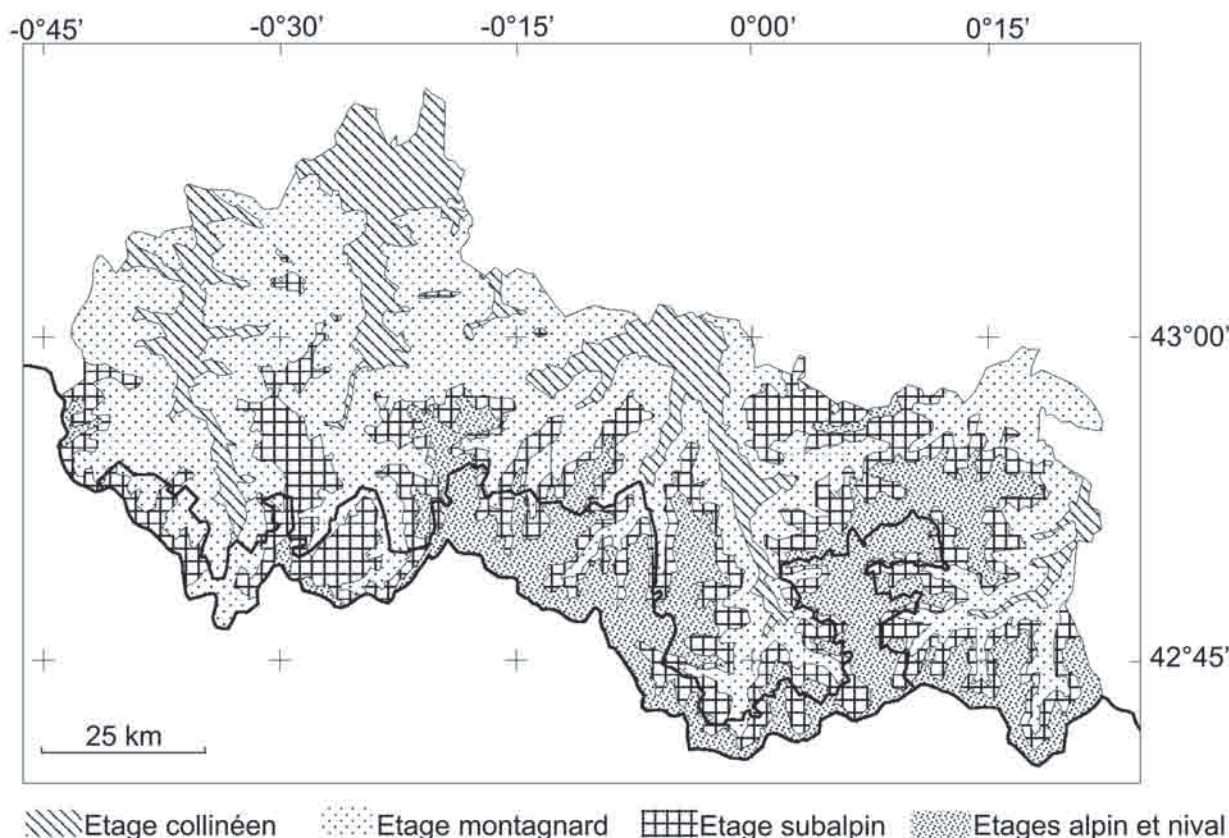 -0°45' -0°30' -0°15' 0°00' 0°15'
43°00'
42°45'
25 km
Etage collinéen Etage montagnard Etage subalpin Etages alpin et nival